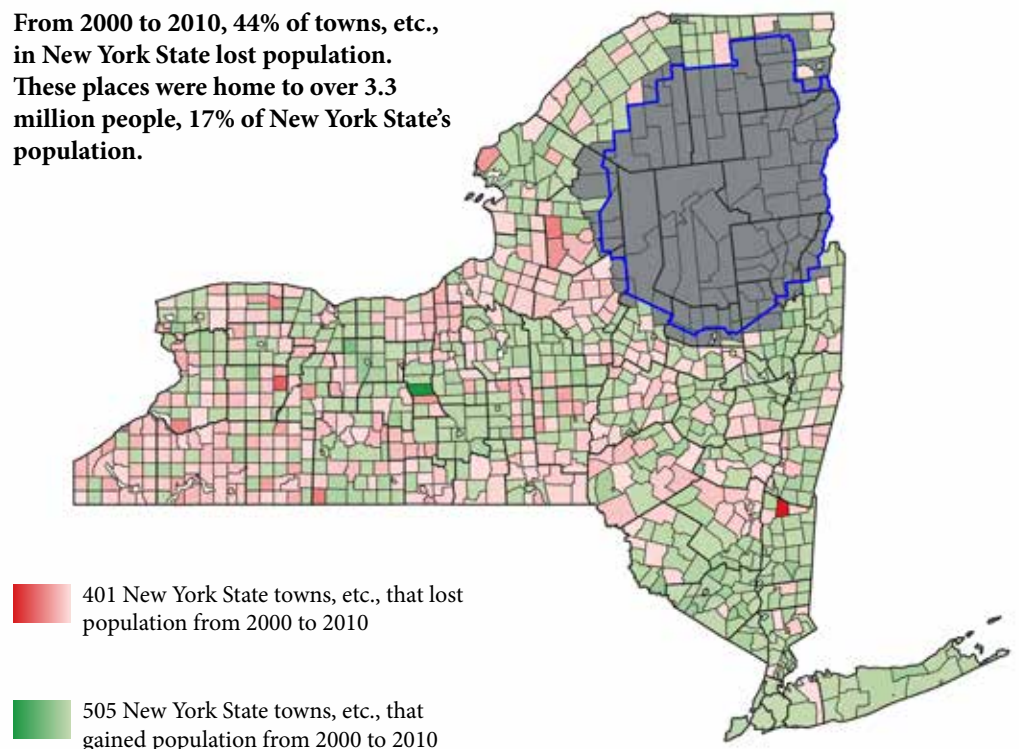 From 2000 to 2010, 44% of towns, etc.,
in New York State lost population.
These places were home to over 3.3
million people, 17% of New York State's
population.
401 New York State towns, etc., that lost
population from 2000 to 2010
505 New York State towns, etc., that
gained population from 2000 to 2010